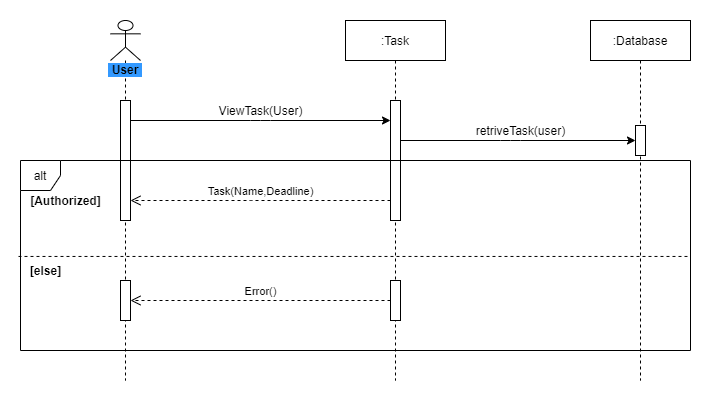 User
:Task
:Database
ViewTask(User)
retriveTask(user)
alt
[Authorized]
Task(Name,Deadline)
[else]
Error()